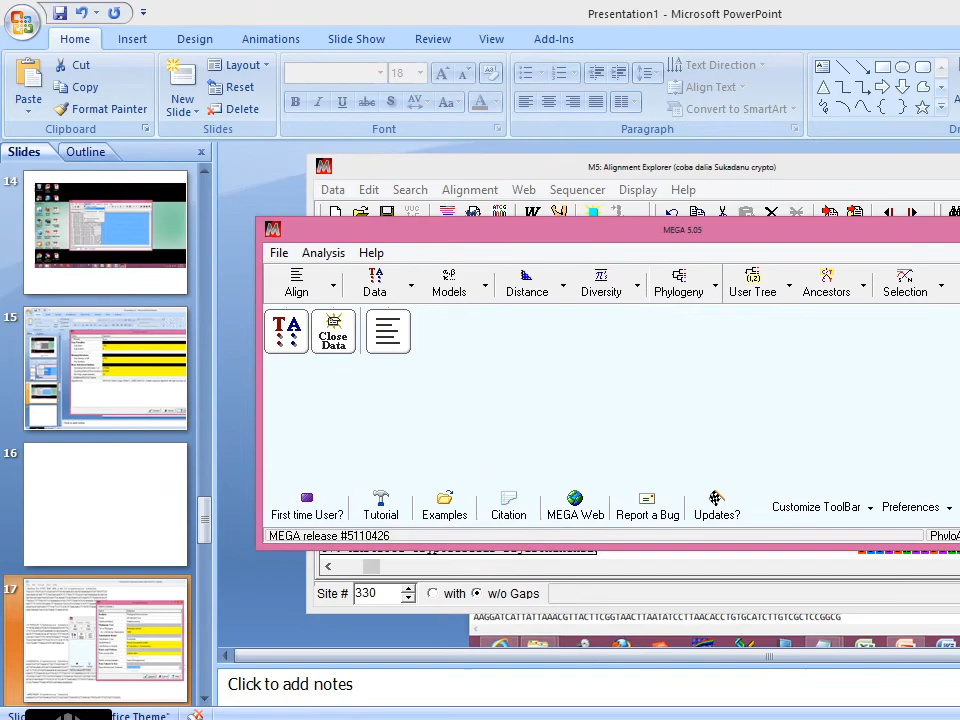 Presentation1 - Microsoft PowerPoint
Home Insert Design Animations Slide Show Review View Add-Ins
Paste Cut Copy Format Painter Clipboard
New Slide Layout Reset Delete Slides
18
B I U abc S AV Aa A
Font
Text Direction
Align Text
Convert to SmartArt
Paragraph
Slides Outline
14
15
16
17
M5: Alignment Explorer (coba dalia Sukadanu crypto)
Data Edit Search Alignment Web Sequencer Display Help
MEGA 5.05
File Analysis Help
Align Data Models Distance Diversity Phylogeny User Tree Ancestors Selection
TA
Close Data
First time User? Tutorial Examples Citation MEGA Web Report a Bug Updates? Customize ToolBar Preferences
MEGA release #5110426
Site # 330 with w/o Gaps
AAGGATCATTATTAAACGTTACTTCGGTAACTTAATATCCTTAACACCTGTGCATCTTGTCGCTCCGGCG
Click to add notes